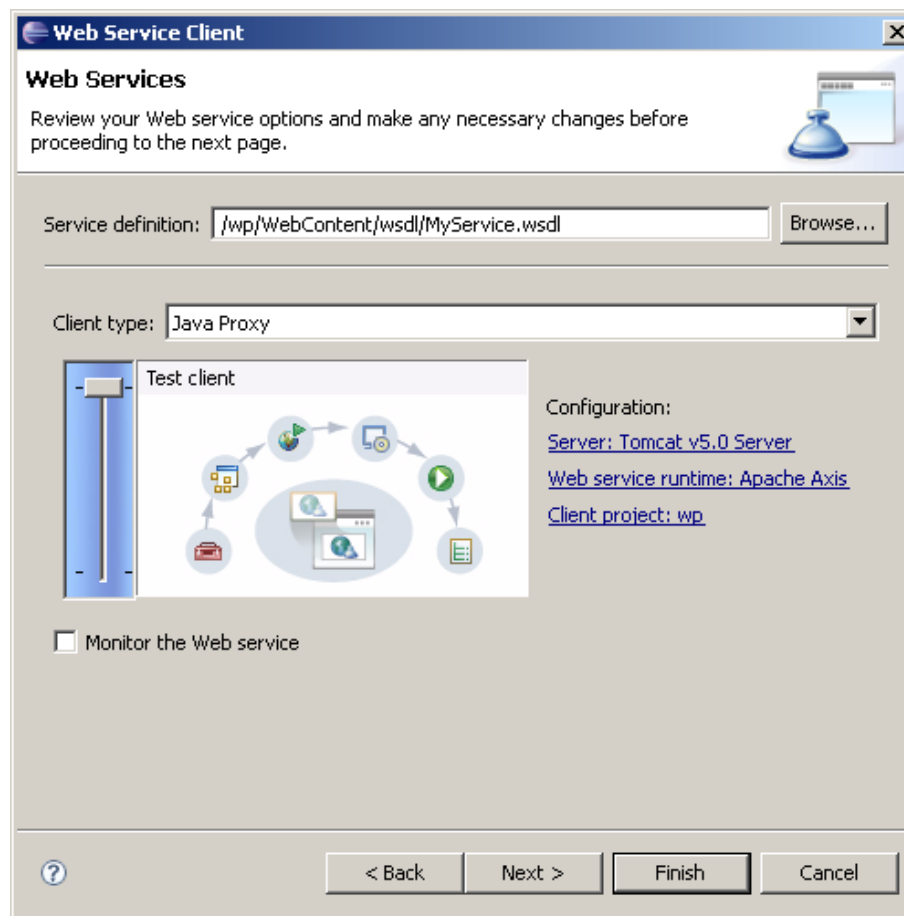 Web Service Client
Web Services
Review your Web service options and make any necessary changes before
proceeding to the next page.
Service definition: /wp/WebContent/wsdl/MyService.wsdl Browse...
Client type: Java Proxy
Test client
Configuration:
Server: Tomcat v5.0 Server
Web service runtime: Apache Axis
Client project: wp
Monitor the Web service
? < Back Next > Finish Cancel